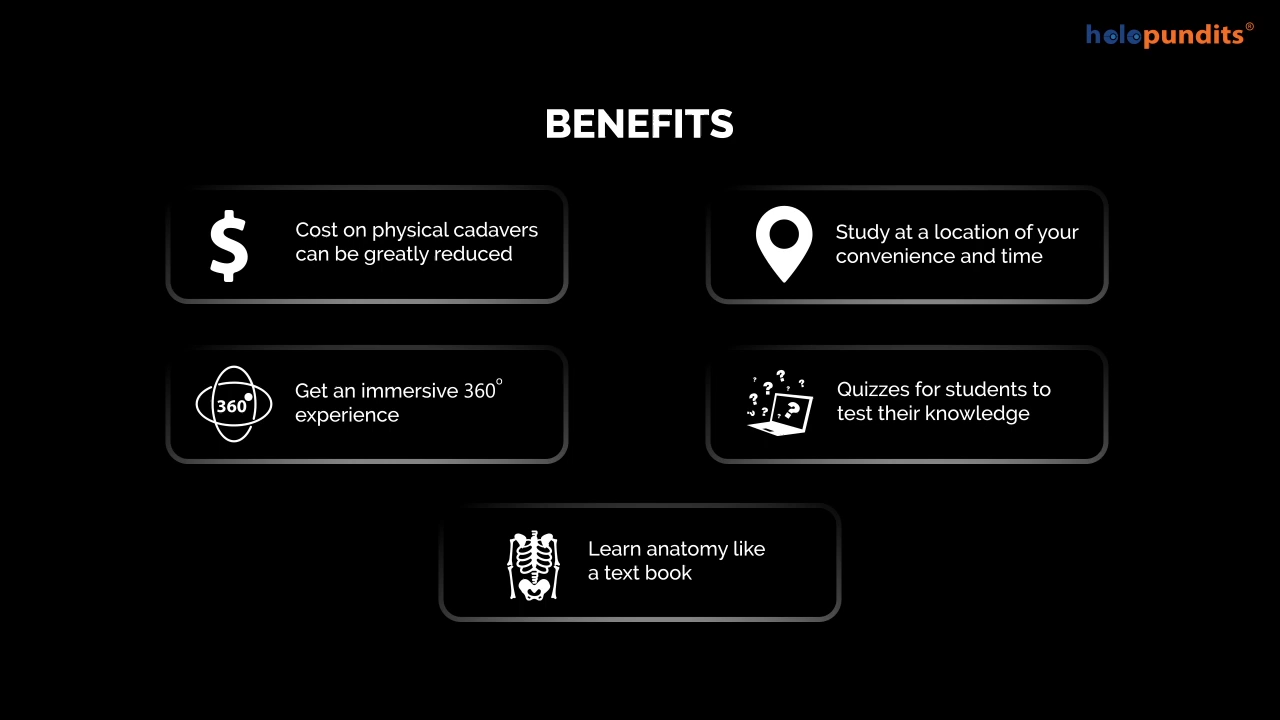 holopundits®
BENEFITS
Cost on physical cadavers
can be greatly reduced
Study at a location of your
convenience and time
360°
Get an immersive 360°
experience
Quizzes for students to
test their knowledge
Learn anatomy like
a text book